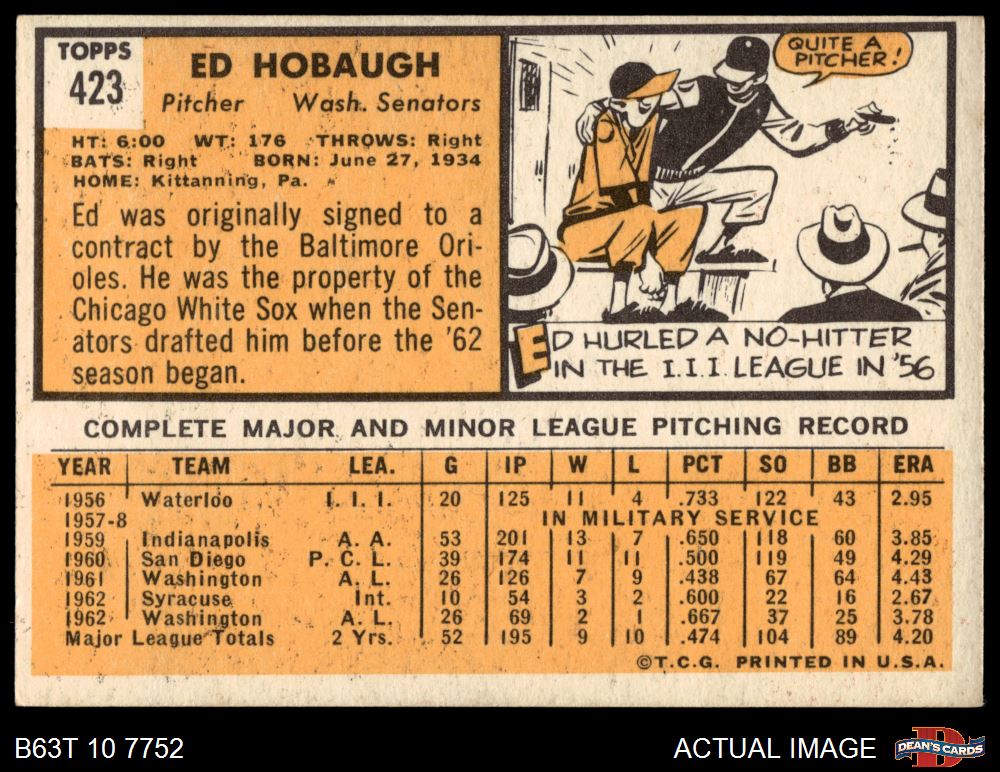 TOPPS
423
ED HOBAUGH
Pitcher Wash. Senators
HT: 6:00 WT: 176 THROWS: Right
BATS: Right BORN: June 27, 1934
HOME: Kittanning, Pa.
Ed was originally signed to a
contract by the Baltimore Ori-
oles. He was the property of the
Chicago White Sox when the Sen-
ators drafted him before the '62
season began.
QUITE A
PITCHER!
ED HURLED A NO-HITTER
IN THE I.I.I. LEAGUE IN '56
COMPLETE MAJOR AND MINOR LEAGUE PITCHING RECORD
YEAR TEAM LEA. G IP W L PCT SO BB ERA
1956 Waterloo I. I. I. 20 125 11 4 .733 122 43 2.95
1957-8 IN MILITARY SERVICE
1959 Indianapolis A. A. 53 201 13 7 .650 118 60 3.85
1960 San Diego P. C. L. 39 174 11 11 .500 119 49 4.29
1961 Washington A. L. 26 126 7 9 .438 67 64 4.43
1962 Syracuse Int. 10 54 3 2 .600 22 16 2.67
1962 Washington A. L. 26 69 2 1 .667 37 25 3.78
Major League Totals 2 Yrs. 52 195 9 10 .474 104 89 4.20
©T.C.G. PRINTED IN U.S.A.
B63T 10 7752
ACTUAL IMAGE
DEAN'S CARDS